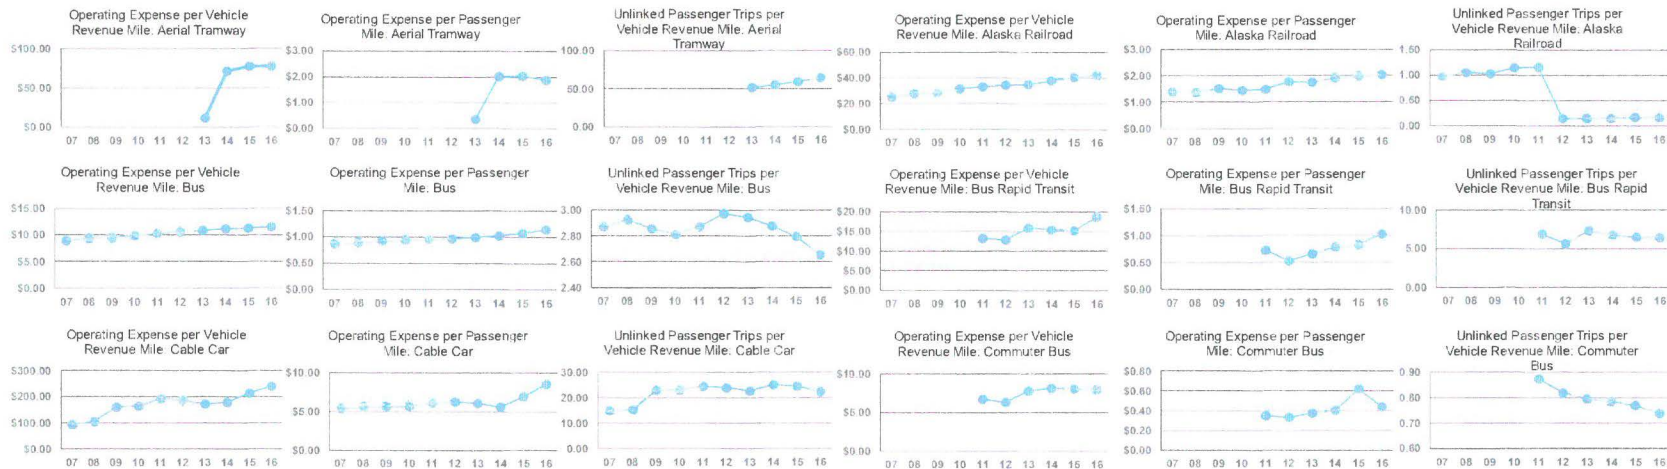 Operating Expense per Vehicle
Revenue Mile: Aerial Tramway
$100.00
$50.00
$0.00
07 08 09 10 11 12 13 14 15 16
Operating Expense per Passenger
Mile: Aerial Tramway
$3.00
$2.00
$1.00
$0.00
07 08 09 10 11 12 13 14 15 16
Unlinked Passenger Trips per
Vehicle Revenue Mile: Aerial
Tramway
100.00
50.00
0.00
07 08 09 10 11 12 13 14 15 16
Operating Expense per Vehicle
Revenue Mile: Alaska Railroad
$60.00
$40.00
$20.00
$0.00
07 08 09 10 11 12 13 14 15 16
Operating Expense per Passenger
Mile: Alaska Railroad
$3.00
$2.00
$1.00
$0.00
07 08 09 10 11 12 13 14 15 16
Unlinked Passenger Trips per
Vehicle Revenue Mile: Alaska
Railroad
1.50
1.00
0.50
0.00
07 08 09 10 11 12 13 14 15 16
Operating Expense per Vehicle
Revenue Mile: Bus
$15.00
$10.00
$5.00
$0.00
07 08 09 10 11 12 13 14 15 16
Operating Expense per Passenger
Mile: Bus
$1.50
$1.00
$0.50
$0.00
07 08 09 10 11 12 13 14 15 16
Unlinked Passenger Trips per
Vehicle Revenue Mile: Bus
3.00
2.80
2.60
2.40
07 08 09 10 11 12 13 14 15 16
Operating Expense per Vehicle
Revenue Mile: Bus Rapid Transit
$20.00
$15.00
$10.00
$5.00
$0.00
07 08 09 10 11 12 13 14 15 16
Operating Expense per Passenger
Mile: Bus Rapid Transit
$1.50
$1.00
$0.50
$0.00
07 08 09 10 11 12 13 14 15 16
Unlinked Passenger Trips per
Vehicle Revenue Mile: Bus Rapid
Transit
10.00
5.00
0.00
07 08 09 10 11 12 13 14 15 16
Operating Expense per Vehicle
Revenue Mile: Cable Car
$300.00
$200.00
$100.00
$0.00
07 08 09 10 11 12 13 14 15 16
Operating Expense per Passenger
Mile: Cable Car
$10.00
$5.00
$0.00
07 08 09 10 11 12 13 14 15 16
Unlinked Passenger Trips per
Vehicle Revenue Mile: Cable Car
30.00
20.00
10.00
0.00
07 08 09 10 11 12 13 14 15 16
Operating Expense per Vehicle
Revenue Mile: Commuter Bus
$10.00
$5.00
$0.00
07 08 09 10 11 12 13 14 15 16
Operating Expense per Passenger
Mile: Commuter Bus
$0.80
$0.60
$0.40
$0.20
$0.00
07 08 09 10 11 12 13 14 15 16
Unlinked Passenger Trips per
Vehicle Revenue Mile: Commuter
Bus
0.90
0.80
0.70
0.60
07 08 09 10 11 12 13 14 15 16